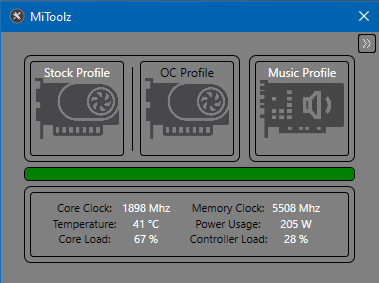 MiToolz
Stock Profile OC Profile Music Profile
Core Clock: 1898 Mhz Memory Clock: 5508 Mhz
Temperature: 41 °C Power Usage: 205 W
Core Load: 67 % Controller Load: 28 %